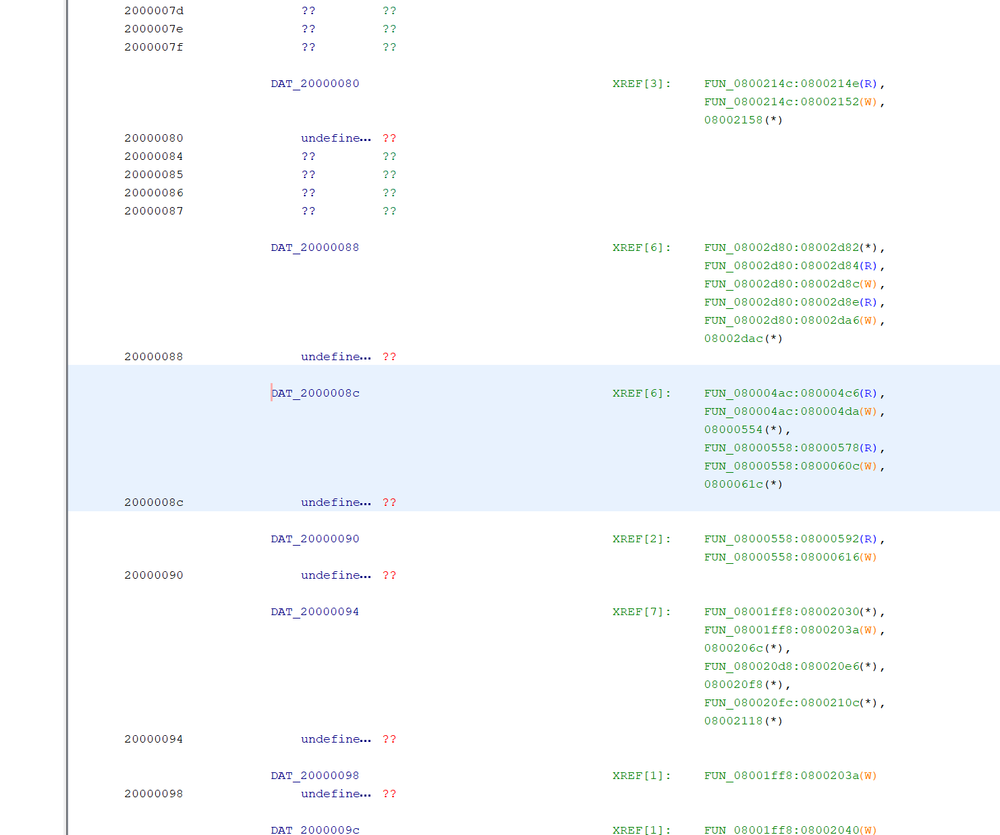 2000007d ?? ??
2000007e ?? ??
2000007f ?? ??
DAT_20000080 XREF[3]: FUN_0800214c:0800214e(R),
FUN_0800214c:08002152(W),
08002158(*)
20000080 undefine... ??
20000084 ?? ??
20000085 ?? ??
20000086 ?? ??
20000087 ?? ??
DAT_20000088 XREF[6]: FUN_08002d80:08002d82(*),
FUN_08002d80:08002d84(R),
FUN_08002d80:08002d8c(W),
FUN_08002d80:08002d8e(R),
FUN_08002d80:08002da6(W),
08002dac(*)
20000088 undefine... ??
DAT_2000008c XREF[6]: FUN_080004ac:080004c6(R),
FUN_080004ac:080004da(W),
08000554(*),
FUN_08000558:08000578(R),
FUN_08000558:0800060c(W),
0800061c(*)
2000008c undefine... ??
DAT_20000090 XREF[2]: FUN_08000558:08000592(R),
FUN_08000558:08000616(W)
20000090 undefine... ??
DAT_20000094 XREF[7]: FUN_08001ff8:08002030(*),
FUN_08001ff8:0800203a(W),
0800206c(*),
FUN_080020d8:080020e6(*),
080020f8(*),
FUN_080020fc:0800210c(*),
08002118(*)
20000094 undefine... ??
DAT_20000098 XREF[1]: FUN_08001ff8:0800203a(W)
20000098 undefine... ??
DAT_2000009c XREF[1]: FUN_08001ff8:08002040(W)